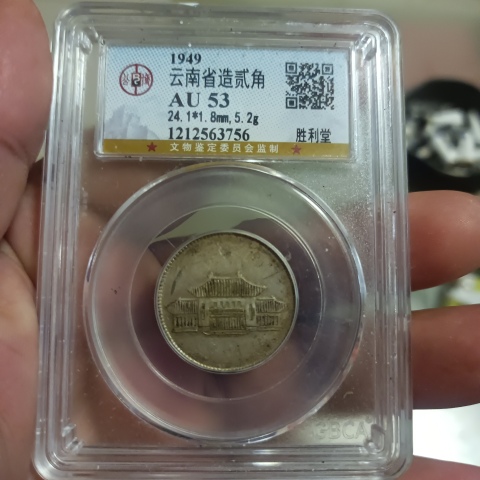 1949
云南省造贰角
AU 53
24.1*1.8mm,5.2g
1212563756
胜利堂
★ 文物鉴定委员会监制 ★
GBCA